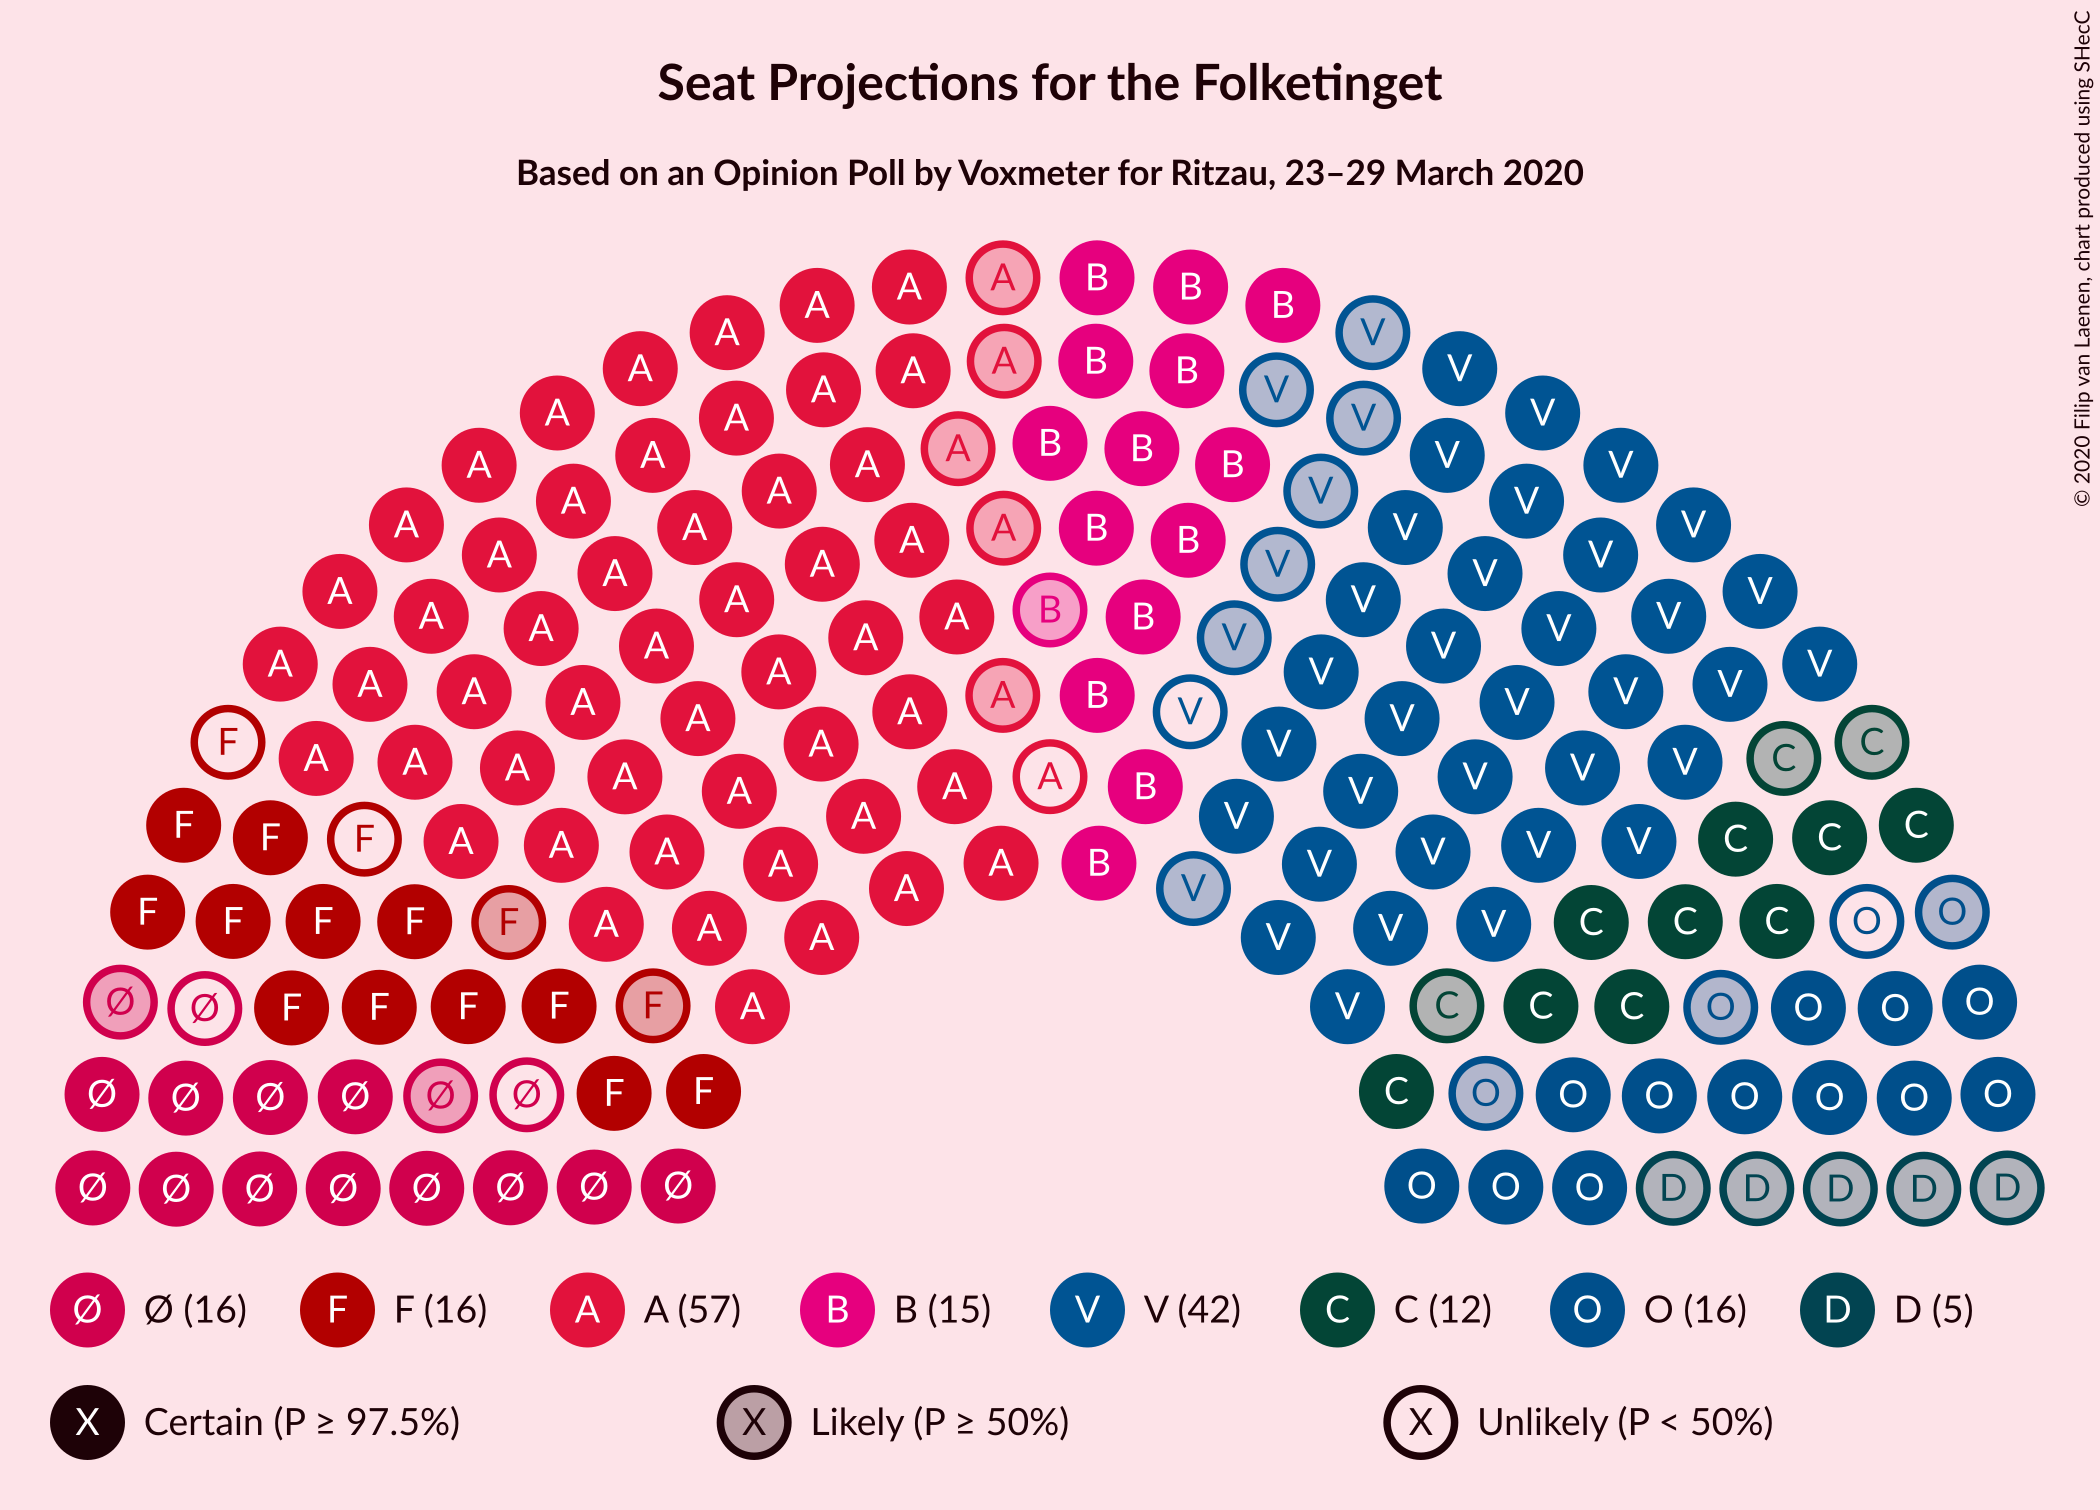 Seat Projections for the Folketinget
Based on an Opinion Poll by Voxmeter for Ritzau, 23–29 March 2020
© 2020 Filip van Laenen, chart produced using SHecC
A A B B
A A B B B V
A A A A B B V V
A A A A B B B V V V
A A A A A B B V V V
A A A A A A B B V V V V V
A A A A A A B B V V V V V
A A A A A A A A V V V V V V V
F A A A A A A A B V V V V V V C C
F F F A A A A A A A B V V V V V C C C
F F F F F A A A A V V V V C C C O O
Ø Ø F F F F F A V C C C O O O O
Ø Ø Ø Ø Ø Ø F F C O O O O O O O
Ø Ø Ø Ø Ø Ø Ø Ø O O O D D D D D
Ø Ø (16) F F (16) A A (57) B B (15) V V (42) C C (12) O O (16) D D (5)
X Certain (P ≥ 97.5%) X Likely (P ≥ 50%) X Unlikely (P < 50%)